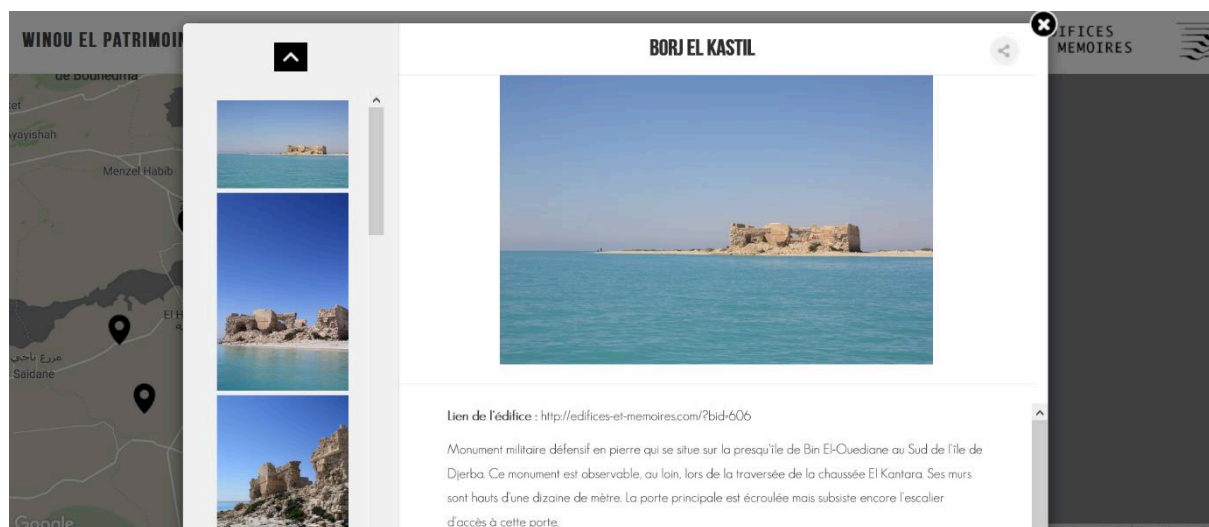 WINOU EL PATRIMOI
BORJ EL KASTIL
IFICES
MEMOIRES
de Bouhedma
Menzel Habib
El H
Saidane
Google
Lien de l'édifice : http://edifices-et-memoires.com/?bid=606
Monument militaire défensif en pierre qui se situe sur la presqu'île de Bin El-Ouediane au Sud de l'île de
Djerba. Ce monument est observable, au loin, lors de la traversée de la chaussée El Kantara. Ses murs
sont hauts d'une dizaine de mètre. La porte principale est écroulée mais subsiste encore l'escalier
d'accès à cette porte.